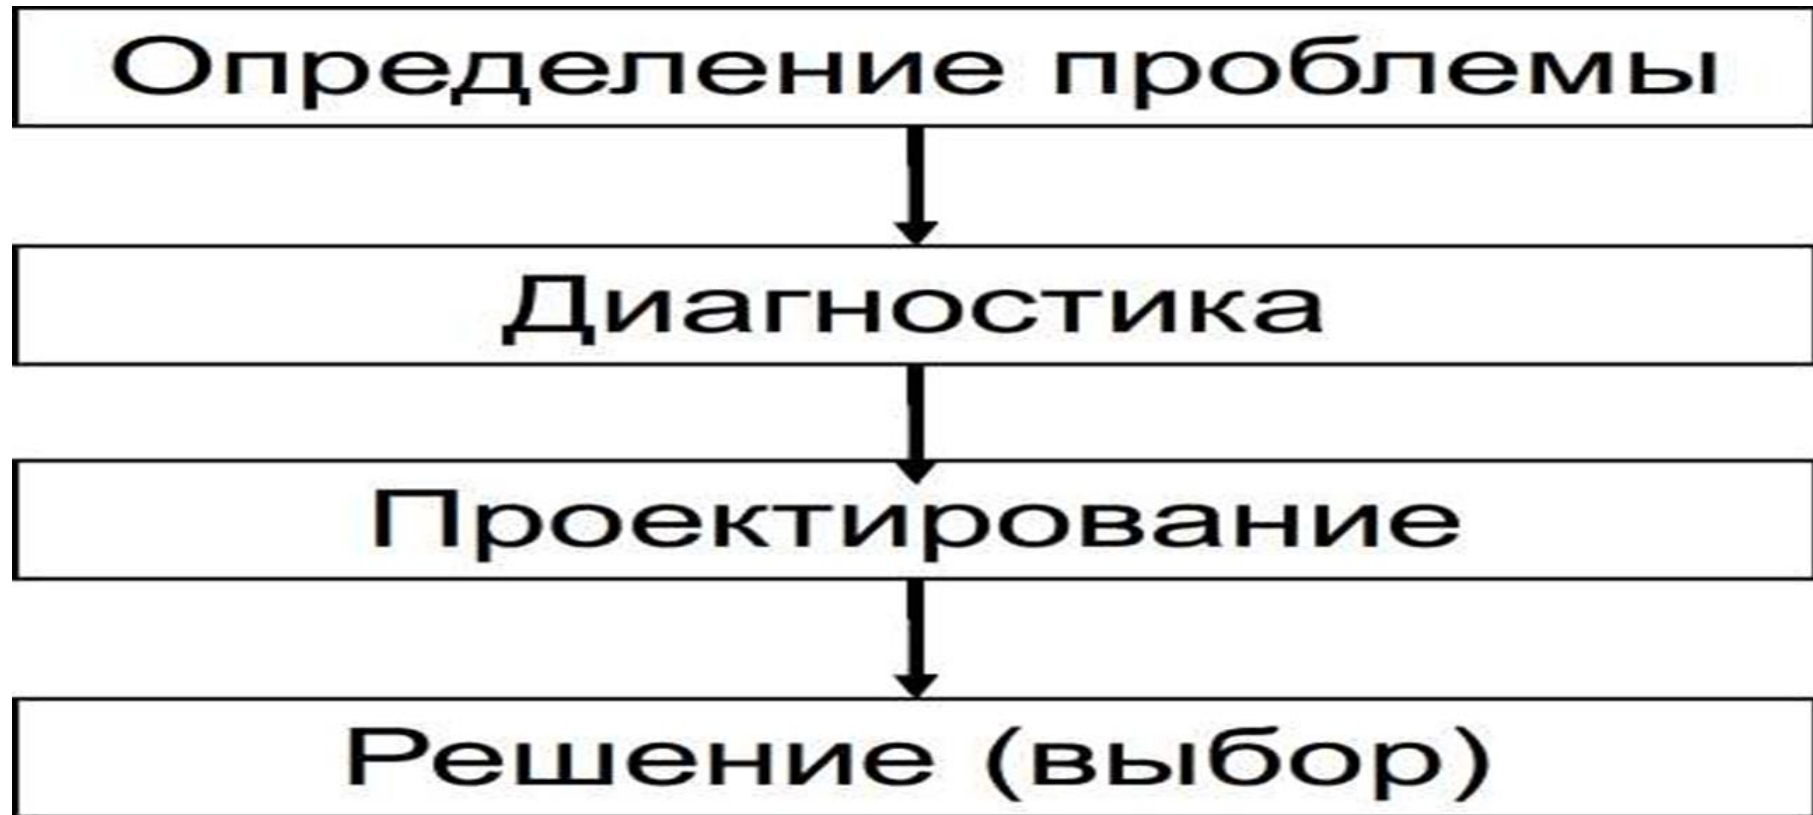 Определение проблемы
Диагностика
Проектирование
Решение (выбор)